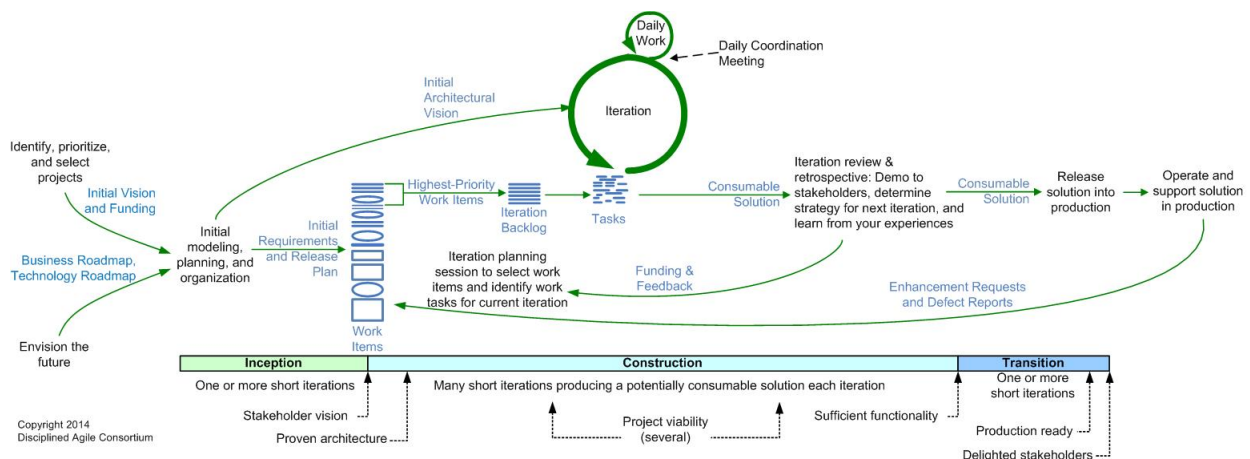 Daily
Work
Daily Coordination
Meeting
Initial
Architectural
Vision
Iteration
Identify, prioritize,
and select
projects
Initial Vision
and Funding
Business Roadmap,
Technology Roadmap
Envision the
future
Initial
modeling,
planning, and
organization
Initial
Requirements
and Release
Plan
Work
Items
Highest-Priority
Work Items
Iteration
Backlog
Tasks
Consumable
Solution
Iteration review &
retrospective: Demo to
stakeholders, determine
strategy for next iteration, and
learn from your experiences
Consumable
Solution
Release
solution into
production
Operate and
support solution
in production
Iteration planning
session to select work
items and identify work
tasks for current iteration
Funding &
Feedback
Enhancement Requests
and Defect Reports
Inception
Construction
Transition
One or more short iterations
Many short iterations producing a potentially consumable solution each iteration
One or more
short iterations
Stakeholder vision
Proven architecture
Project viability
(several)
Sufficient functionality
Production ready
Delighted stakeholders
Copyright 2014
Disciplined Agile Consortium